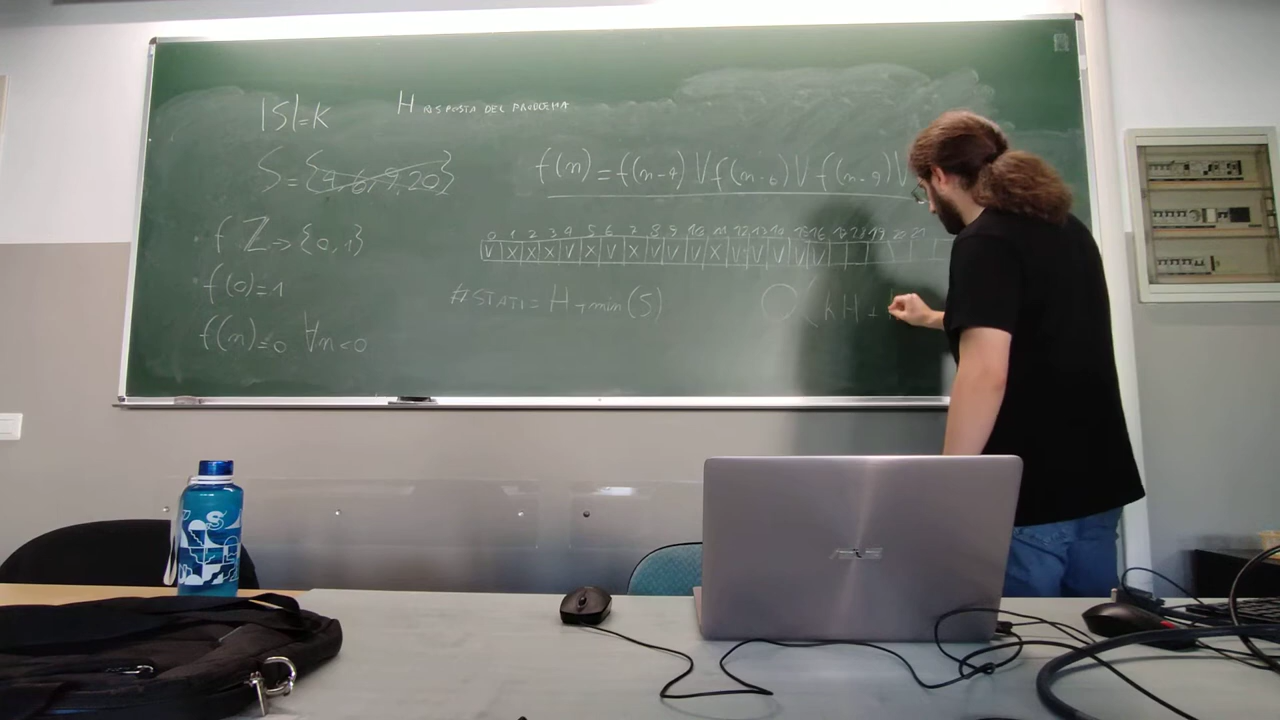 |S|=k
H RISPOSTA DEL PROBLEMA
S={4,6,9,20}
f(n)=f(n-4) V f(n-6) V f(n-9) V
f Z->{0,1}
0 1 2 3 4 5 6 7 8 9 10 11 12 13 14 15 16 17 18 19 20 21
V X X X V X V X V V V X V V V V V
f(0)=1
#STATI = H + min(S)
O(kH +
f(n)=0 ∀n<0
ASUS